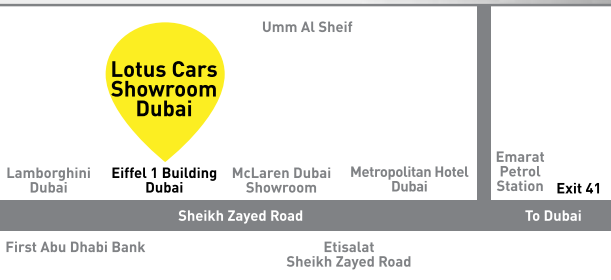 Umm Al Sheif
Lotus Cars
Showroom
Dubai
Lamborghini
Dubai
Eiffel 1 Building
Dubai
McLaren Dubai
Showroom
Metropolitan Hotel
Dubai
Emarat
Petrol
Station
Exit 41
Sheikh Zayed Road
To Dubai
First Abu Dhabi Bank
Etisalat
Sheikh Zayed Road